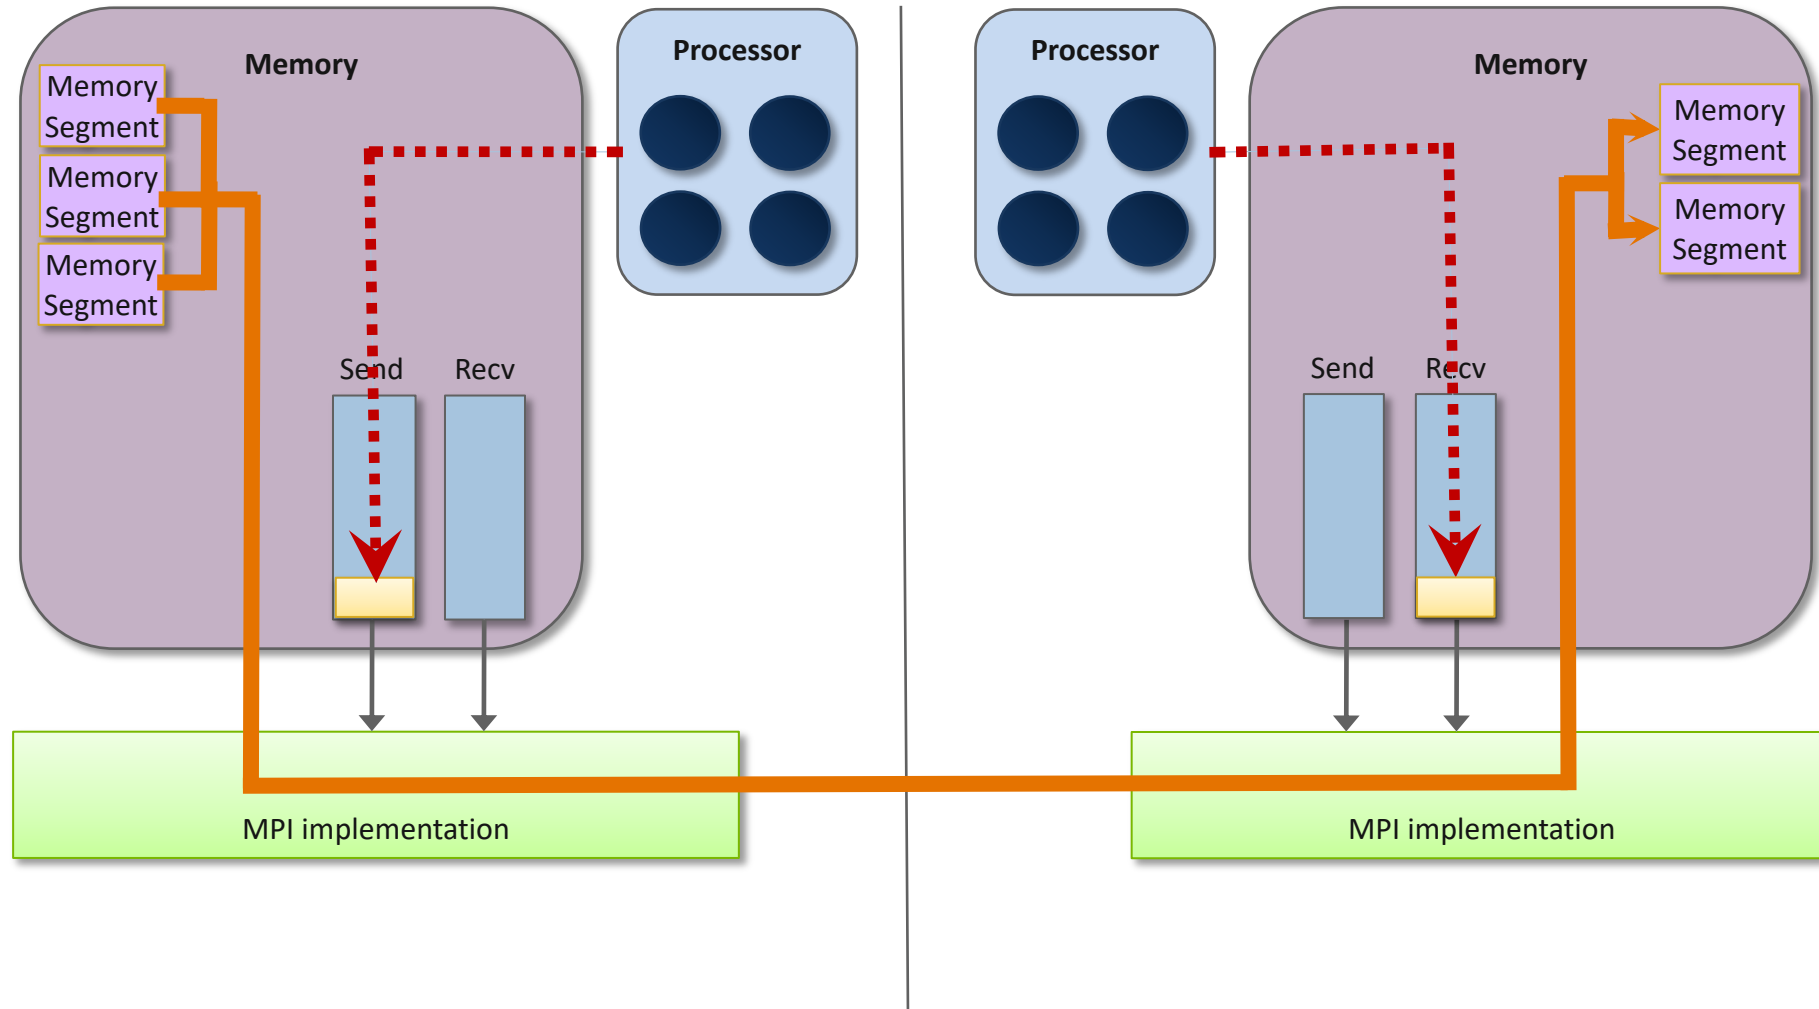 Memory
Memory
Segment
Memory
Segment
Memory
Segment
Send
Recv
Processor
MPI implementation
Processor
Memory
Memory
Segment
Memory
Segment
Send
Recv
MPI implementation